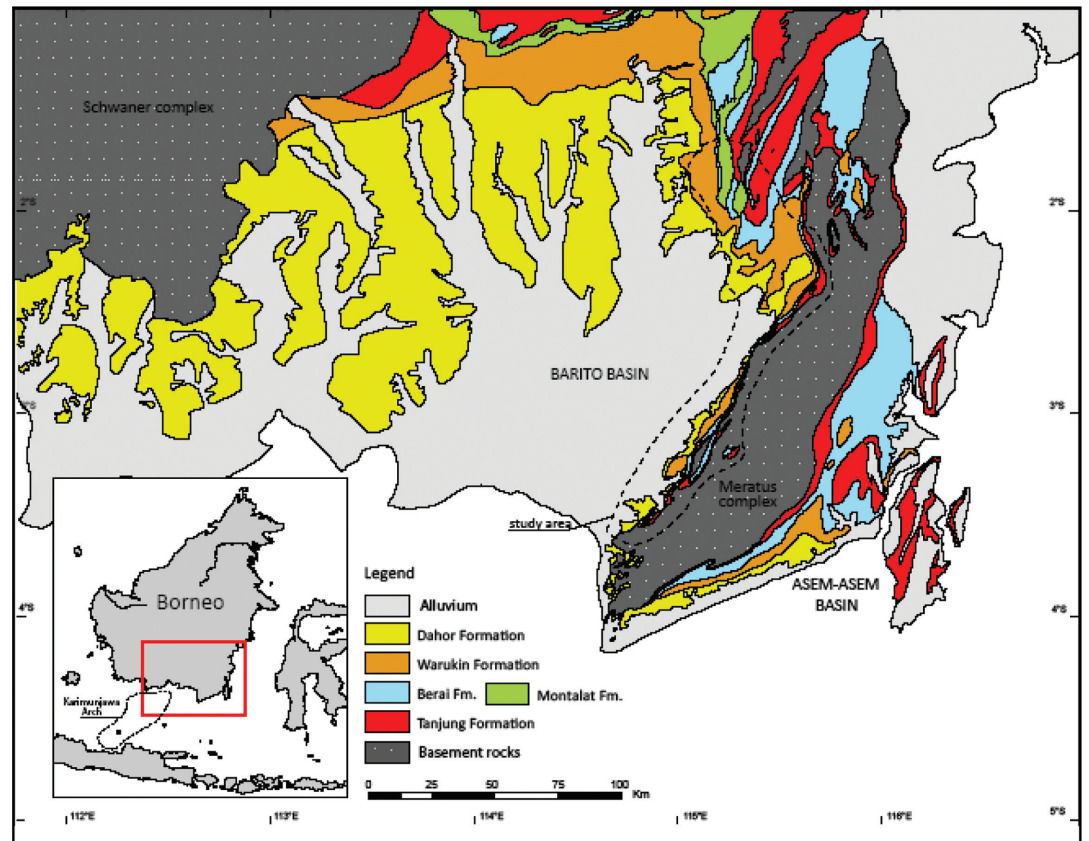 Schwaner complex
2°S
2°S
BARITO BASIN
3°S
Meratus
complex
study area
ASEM-ASEM
BASIN
4°S
4°S
Borneo
Karimunjawa
Arch
Legend
Alluvium
Dahor Formation
Warukin Formation
Berai Fm.
Montalat Fm.
Tanjung Formation
Basement rocks
0 25 50 75 100
Km
112°E
113°E
114°E
115°E
116°E
5°S